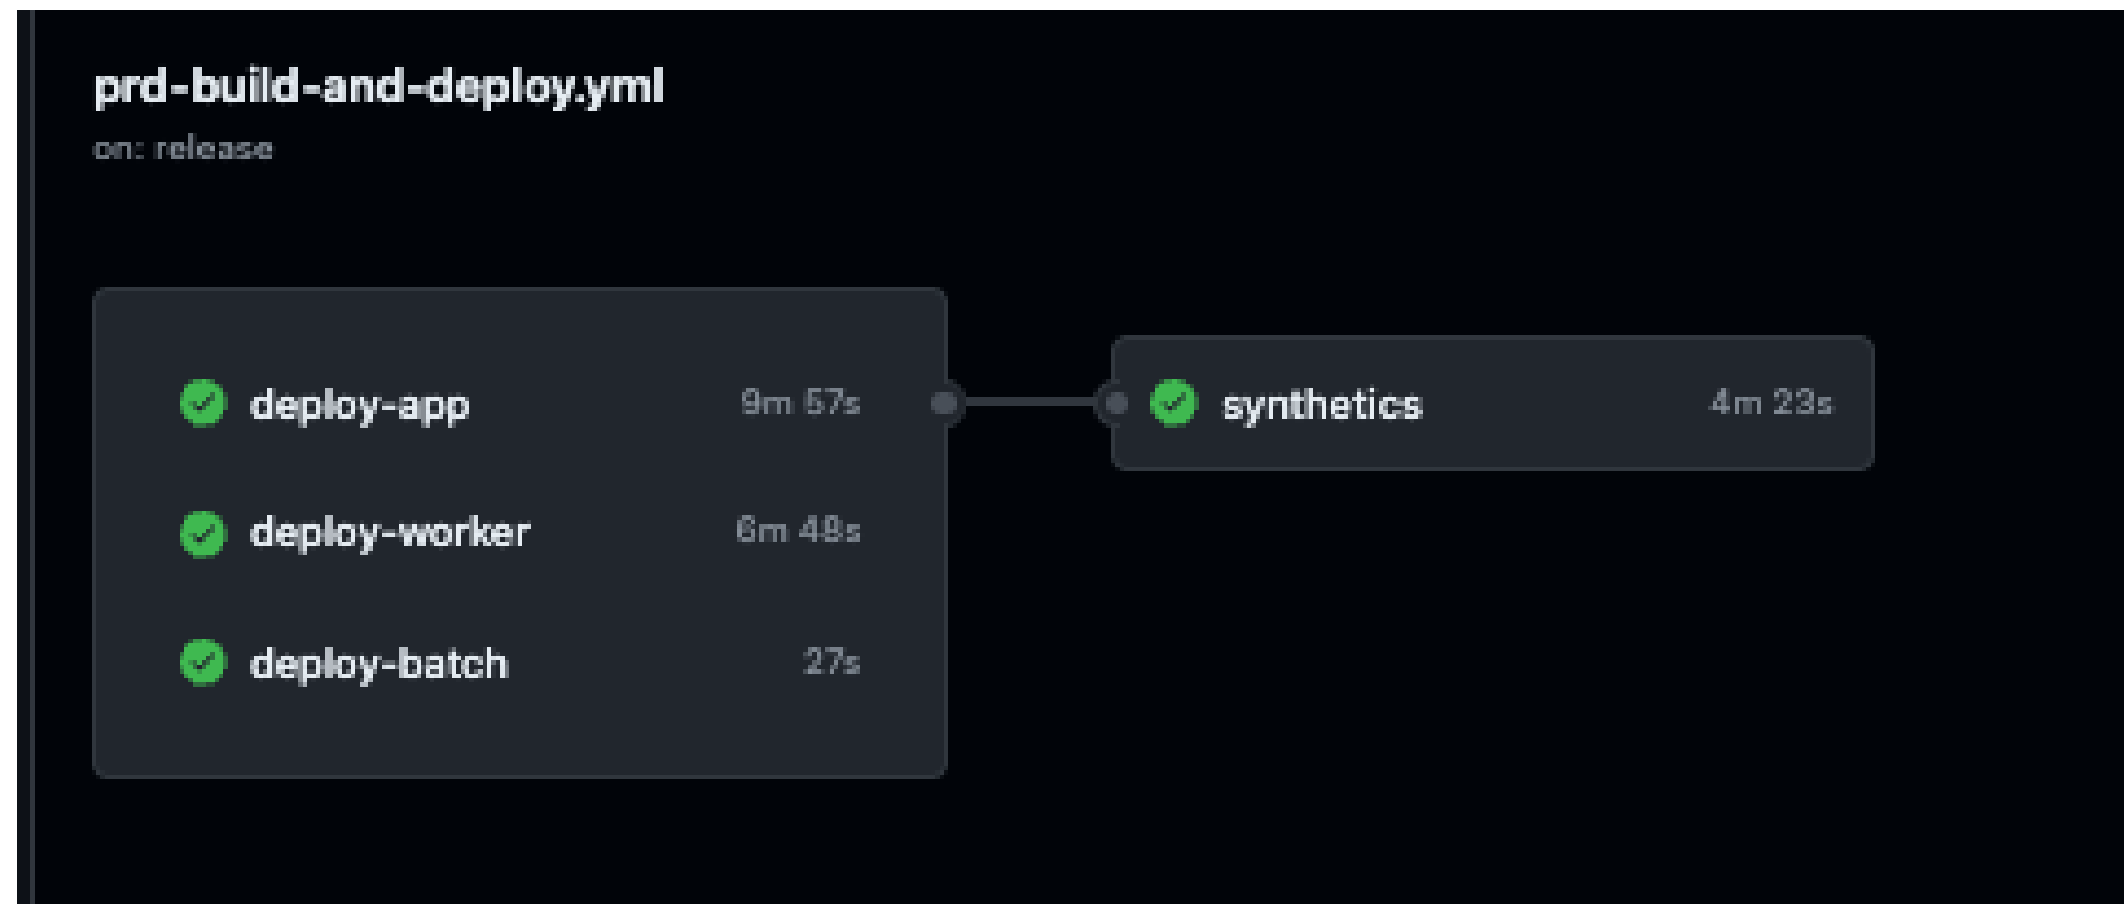 prd-build-and-deploy.yml
on: release
deploy-app 9m 57s
synthetics 4m 23s
deploy-worker 6m 48s
deploy-batch 27s